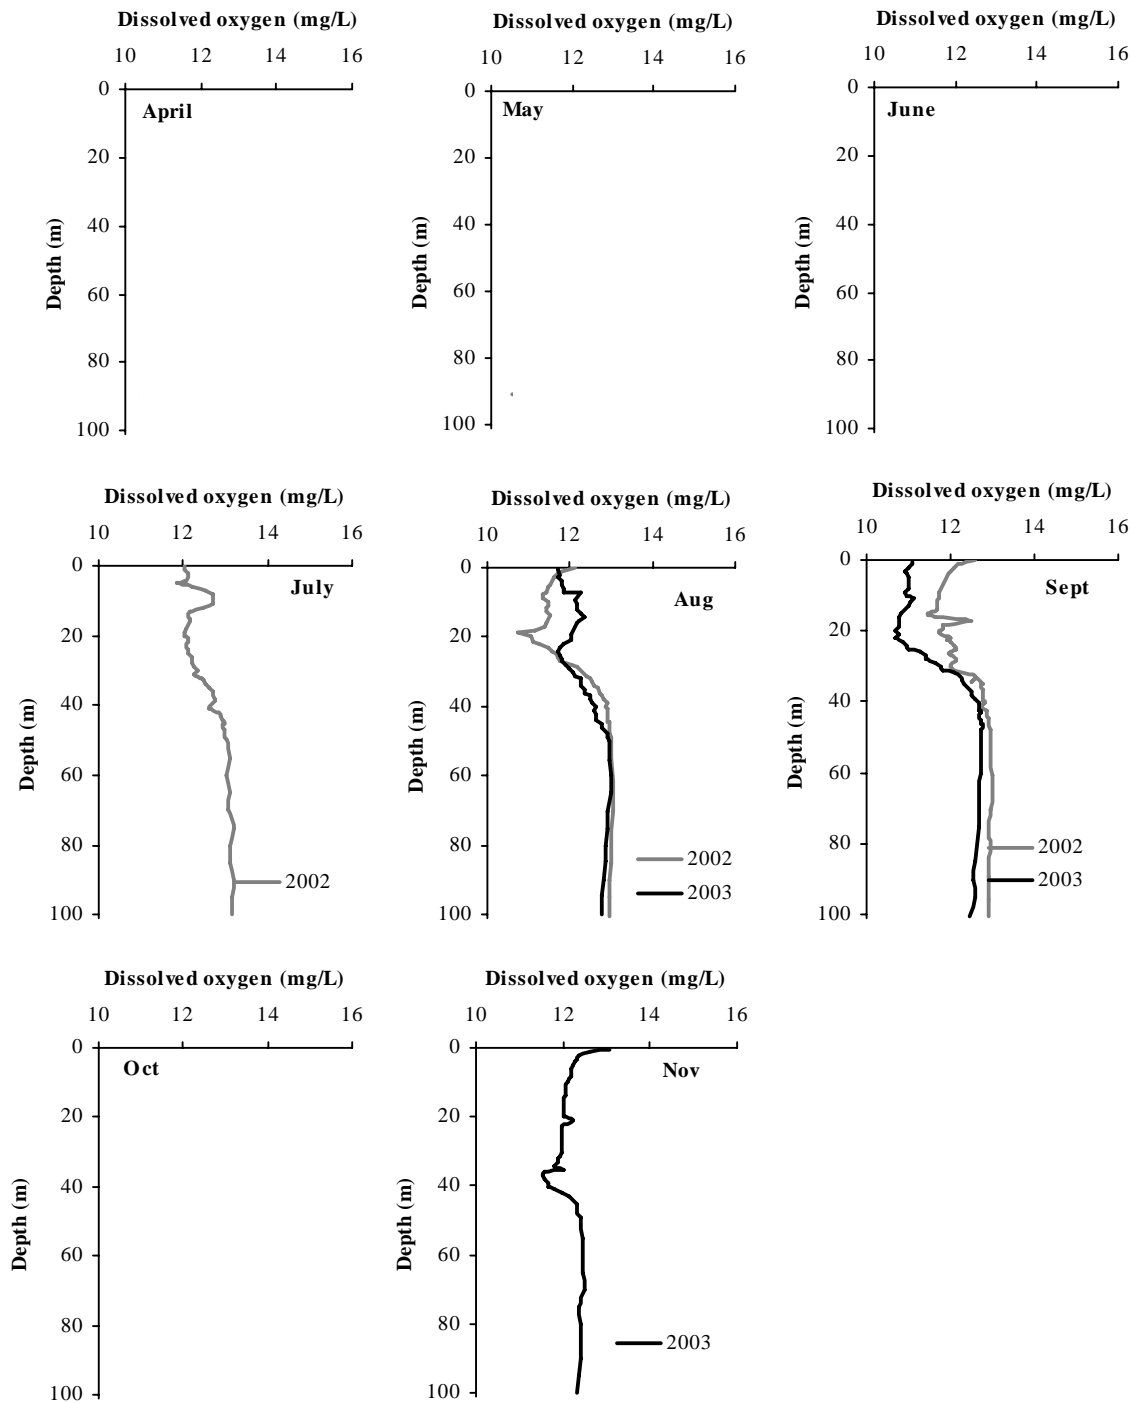 Dissolved oxygen (mg/L) Dissolved oxygen (mg/L) Dissolved oxygen (mg/L)
10 12 14 16 10 12 14 16 10 12 14 16
0 0 0
April May June
20 20 20
40 40 40
Depth (m) Depth (m) Depth (m)
60 60 60
80 80 80
100 100 100
Dissolved oxygen (mg/L) Dissolved oxygen (mg/L) Dissolved oxygen (mg/L)
10 12 14 16 10 12 14 16 10 12 14 16
0 0 0
July Aug Sept
20 20 20
40 40 40
Depth (m) Depth (m) Depth (m)
60 60 60
80 80 80
2002 2002 2002
2003 2003
100 100 100
Dissolved oxygen (mg/L) Dissolved oxygen (mg/L)
10 12 14 16 10 12 14 16
0 0
Oct Nov
20 20
40 40
Depth (m) Depth (m)
60 60
80 80
2003
100 100